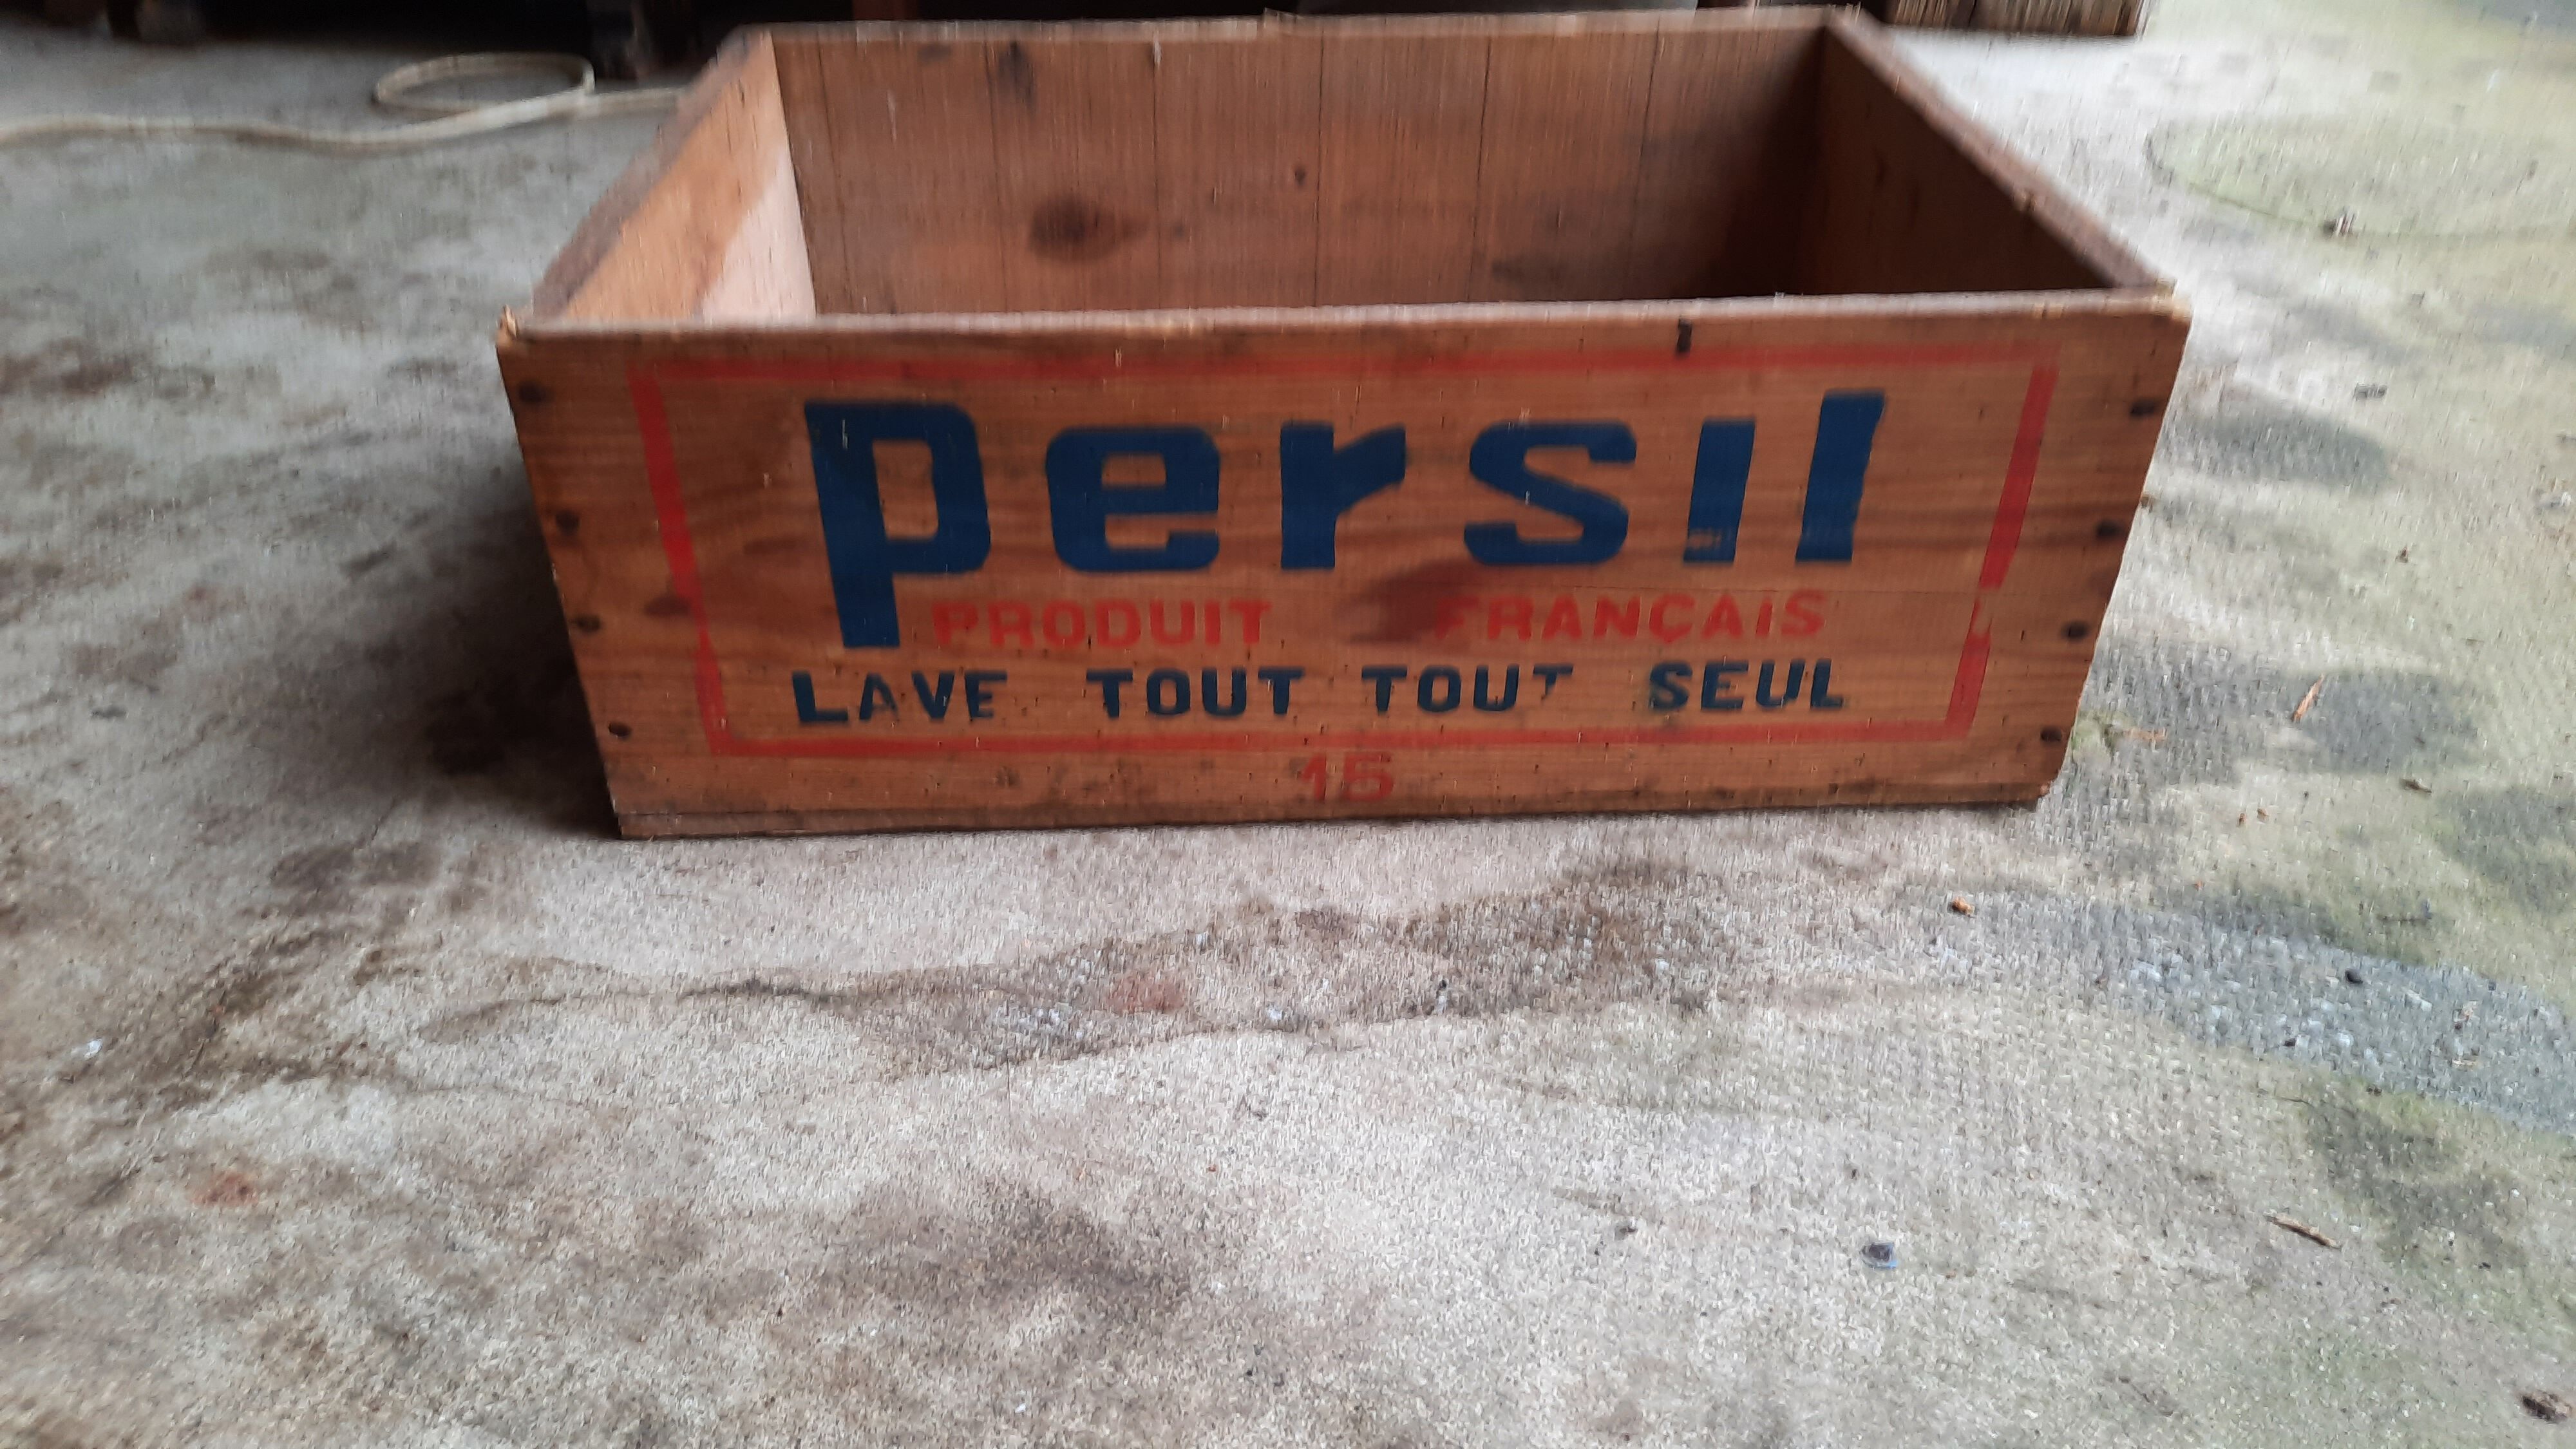 Persil
PRODUIT FRANÇAIS
LAVE TOUT TOUT SEUL
15